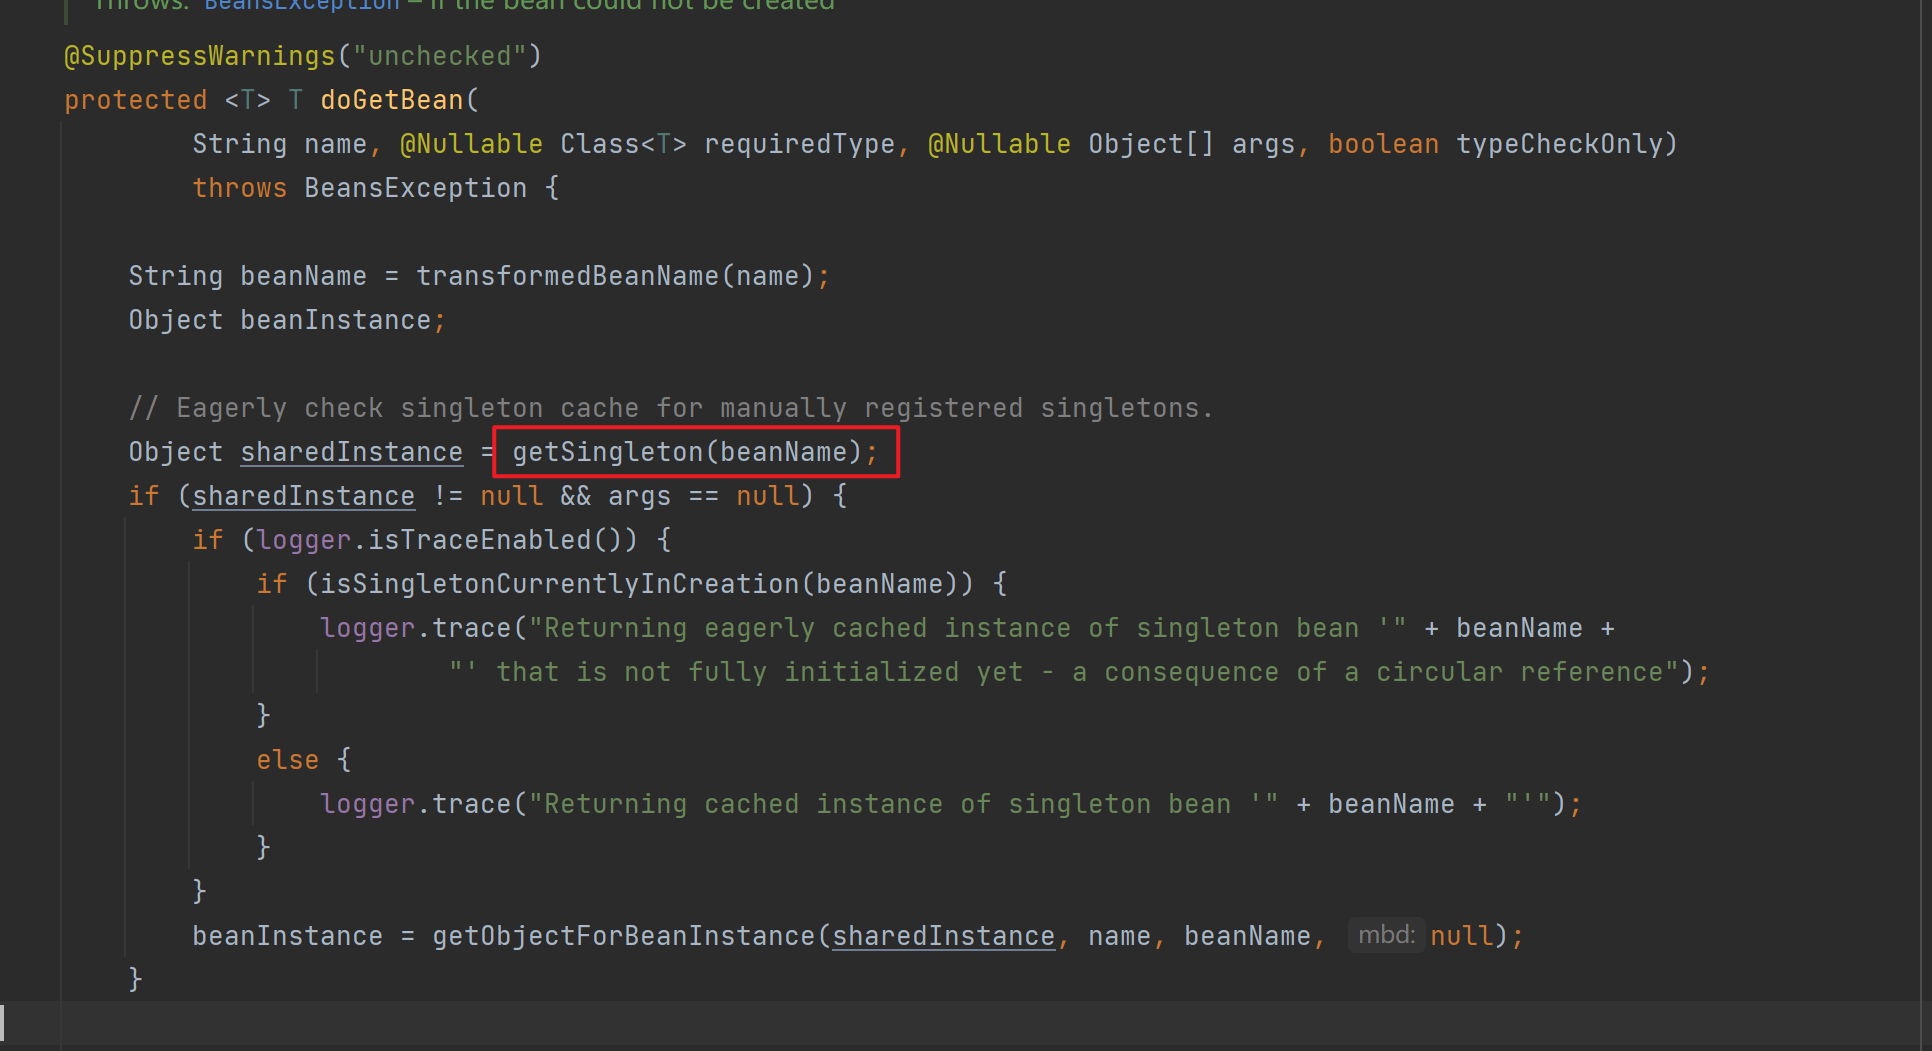 Throws: BeansException – if the bean could not be created
@SuppressWarnings("unchecked")
protected <T> T doGetBean(
        String name, @Nullable Class<T> requiredType, @Nullable Object[] args, boolean typeCheckOnly)
        throws BeansException {
    String beanName = transformedBeanName(name);
    Object beanInstance;
    // Eagerly check singleton cache for manually registered singletons.
    Object sharedInstance = getSingleton(beanName);
    if (sharedInstance != null && args == null) {
        if (logger.isTraceEnabled()) {
            if (isSingletonCurrentlyInCreation(beanName)) {
                logger.trace("Returning eagerly cached instance of singleton bean '" + beanName +
                        "' that is not fully initialized yet - a consequence of a circular reference");
            }
            else {
                logger.trace("Returning cached instance of singleton bean '" + beanName + "'");
            }
        }
        beanInstance = getObjectForBeanInstance(sharedInstance, name, beanName, mbd: null);
    }